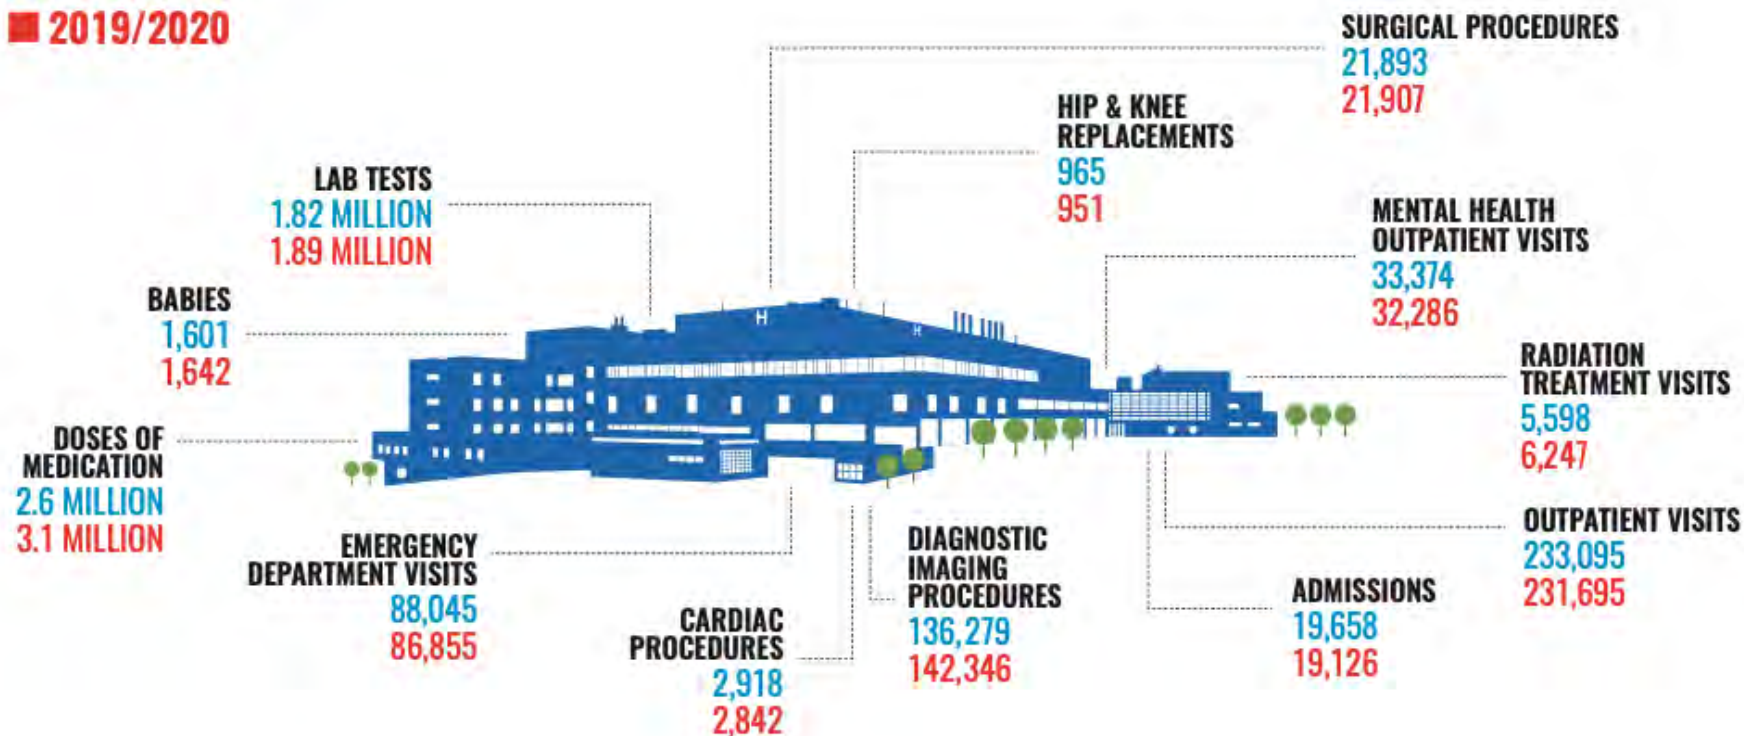 2019/2020
SURGICAL PROCEDURES
21,893
21,907
HIP & KNEE
REPLACEMENTS
965
951
LAB TESTS
1.82 MILLION
1.89 MILLION
MENTAL HEALTH
OUTPATIENT VISITS
33,374
32,286
BABIES
1,601
1,642
H
H
RADIATION
TREATMENT VISITS
5,598
6,247
DOSES OF
MEDICATION
2.6 MILLION
3.1 MILLION
EMERGENCY
DEPARTMENT VISITS
88,045
86,855
CARDIAC
PROCEDURES
2,918
2,842
DIAGNOSTIC
IMAGING
PROCEDURES
136,279
142,346
ADMISSIONS
19,658
19,126
OUTPATIENT VISITS
233,095
231,695